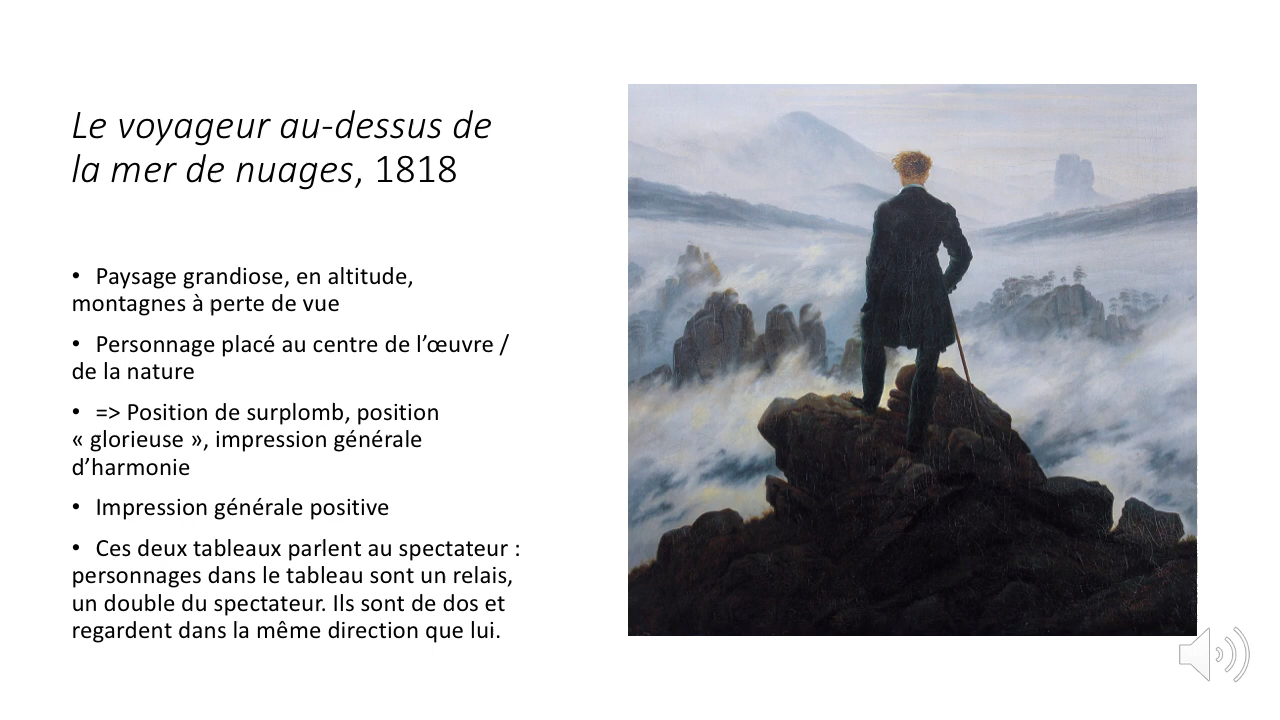 Le voyageur au-dessus de
la mer de nuages, 1818
• Paysage grandiose, en altitude,
montagnes à perte de vue
• Personnage placé au centre de l’œuvre /
de la nature
• => Position de surplomb, position
« glorieuse », impression générale
d’harmonie
• Impression générale positive
• Ces deux tableaux parlent au spectateur :
personnages dans le tableau sont un relais,
un double du spectateur. Ils sont de dos et
regardent dans la même direction que lui.